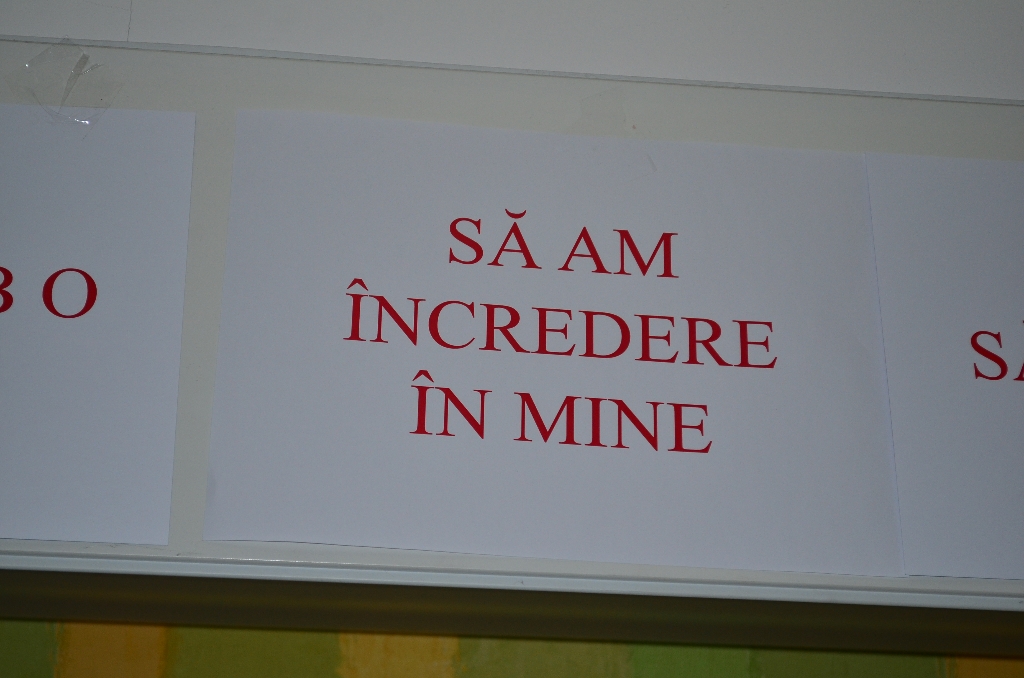 SĂ AM
ÎNCREDERE
ÎN MINE